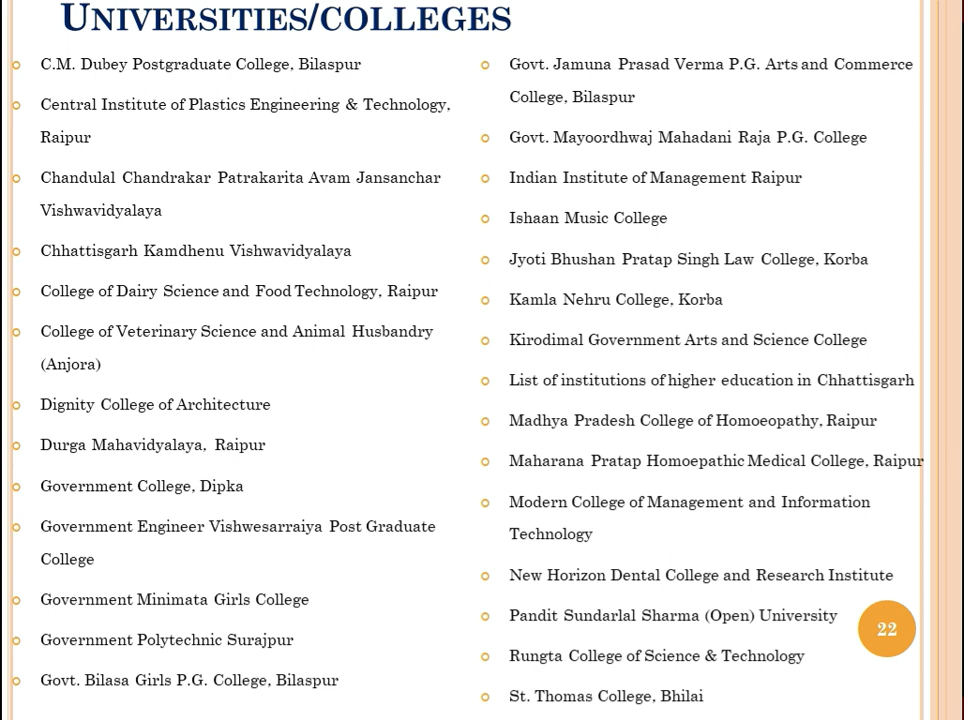 UNIVERSITIES/COLLEGES
C.M. Dubey Postgraduate College, Bilaspur
Central Institute of Plastics Engineering & Technology,
Raipur
Chandulal Chandrakar Patrakarita Avam Jansanchar
Vishwavidyalaya
Chhattisgarh Kamdhenu Vishwavidyalaya
College of Dairy Science and Food Technology, Raipur
College of Veterinary Science and Animal Husbandry
(Anjora)
Dignity College of Architecture
Durga Mahavidyalaya, Raipur
Government College, Dipka
Government Engineer Vishwesarraiya Post Graduate
College
Government Minimata Girls College
Government Polytechnic Surajpur
Govt. Bilasa Girls P.G. College, Bilaspur
Govt. Jamuna Prasad Verma P.G. Arts and Commerce
College, Bilaspur
Govt. Mayoordhwaj Mahadani Raja P.G. College
Indian Institute of Management Raipur
Ishaan Music College
Jyoti Bhushan Pratap Singh Law College, Korba
Kamla Nehru College, Korba
Kirodimal Government Arts and Science College
List of institutions of higher education in Chhattisgarh
Madhya Pradesh College of Homoeopathy, Raipur
Maharana Pratap Homoepathic Medical College, Raipur
Modern College of Management and Information
Technology
New Horizon Dental College and Research Institute
Pandit Sundarlal Sharma (Open) University
Rungta College of Science & Technology
St. Thomas College, Bhilai
22